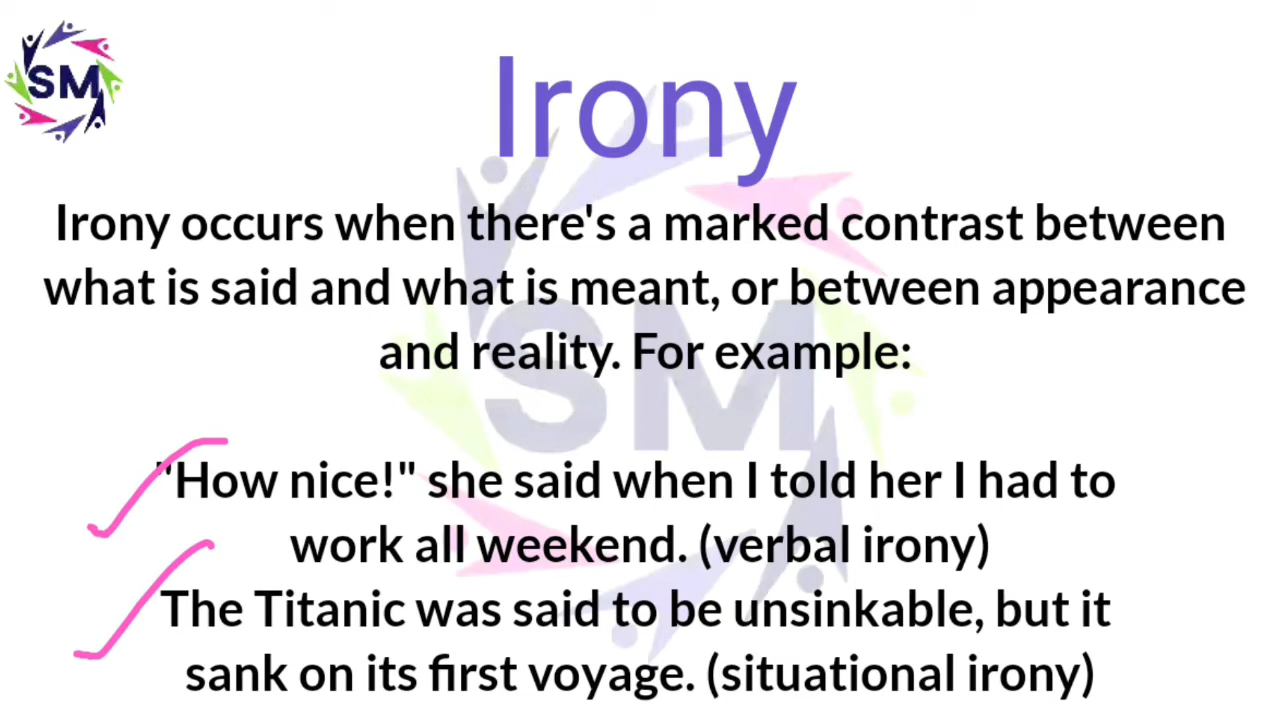 SM
Irony
Irony occurs when there's a marked contrast between
what is said and what is meant, or between appearance
and reality. For example:
SM
"How nice!" she said when I told her I had to
work all weekend. (verbal irony)
The Titanic was said to be unsinkable, but it
sank on its first voyage. (situational irony)